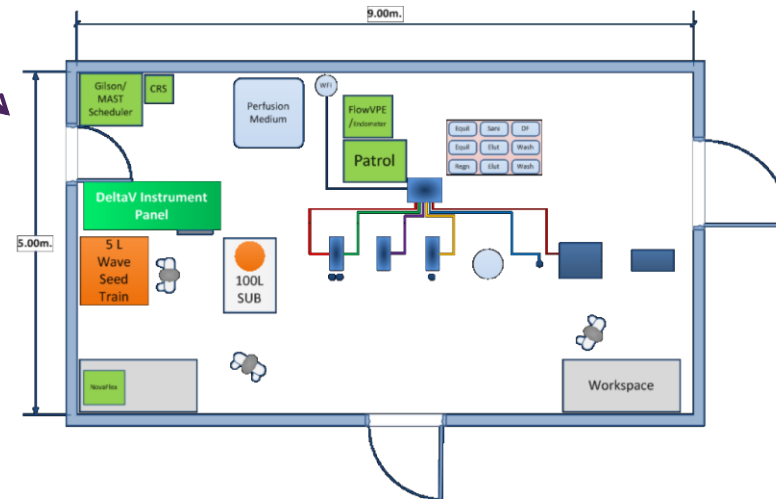 9.00m.
Gilson/
MAST
Scheduler
CRS
Perfusion
Medium
WFI
FlowVPE
/Endotometer
Patrol
Equil Sani DF
Equil Elut Wash.
Regn Elut Wash.
DeltaV Instrument
Panel
5.00m.
5 L
Wave
Seed
Train
100L
SUB
NovaFlex
Workspace